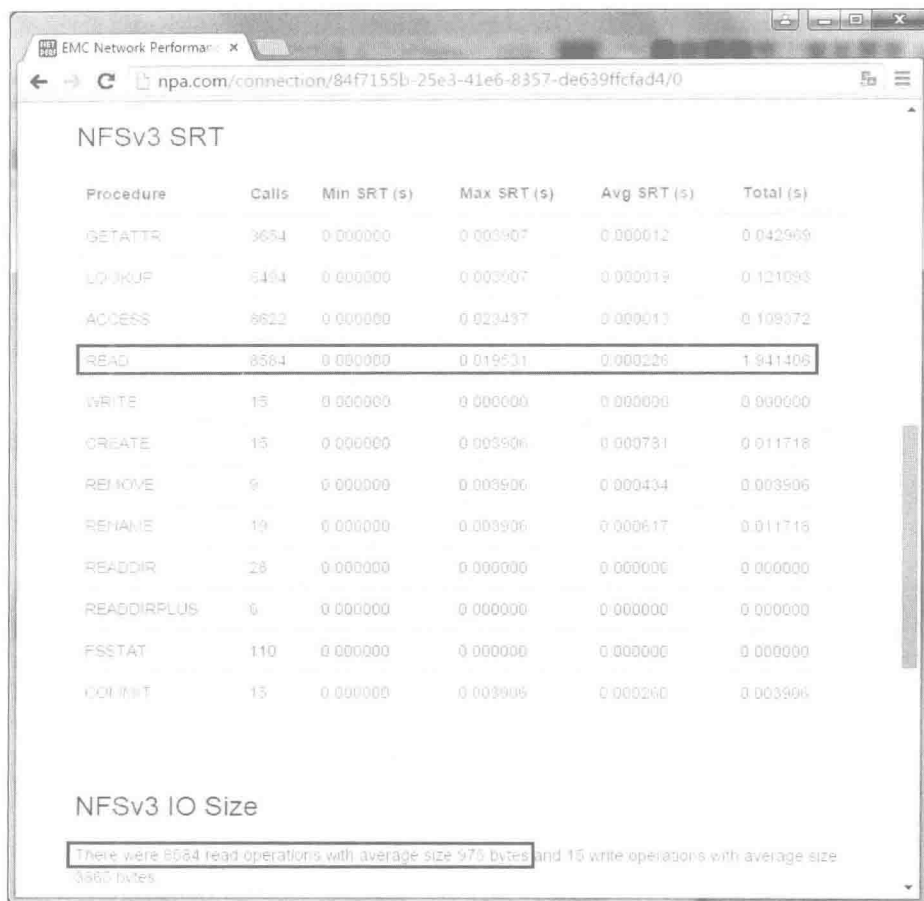 EMC Network Performanc
npa.com/connection/84f7155b-25e3-41e6-8357-de639ffcfad4/0
NFSv3 SRT
Procedure Calls Min SRT (s) Max SRT (s) Avg SRT (s) Total (s)
GETATTR 3654 0.000000 0.003907 0.000012 0.042969
LOOKUP 6494 0.000000 0.003907 0.000019 0.121093
ACCESS 8622 0.000000 0.023437 0.000013 0.109372
READ 8584 0.000000 0.019531 0.000226 1.941406
WRITE 15 0.000000 0.000000 0.000000 0.000000
CREATE 15 0.000000 0.003906 0.000781 0.011718
REMOVE 9 0.000000 0.003906 0.000434 0.003906
RENAME 19 0.000000 0.003906 0.000617 0.011718
READDIR 0.000000 0.000000 0.000000 0.000000
READDIRPLUS 6 0.000000 0.000000 0.000000 0.000000
FSSTAT 110 0.000000 0.000000 0.000000 0.000000
COMMIT 15 0.000000 0.003906 0.000260 0.003906
NFSv3 IO Size
There were 8584 read operations with average size 975 bytes and 15 write operations with average size
bytes